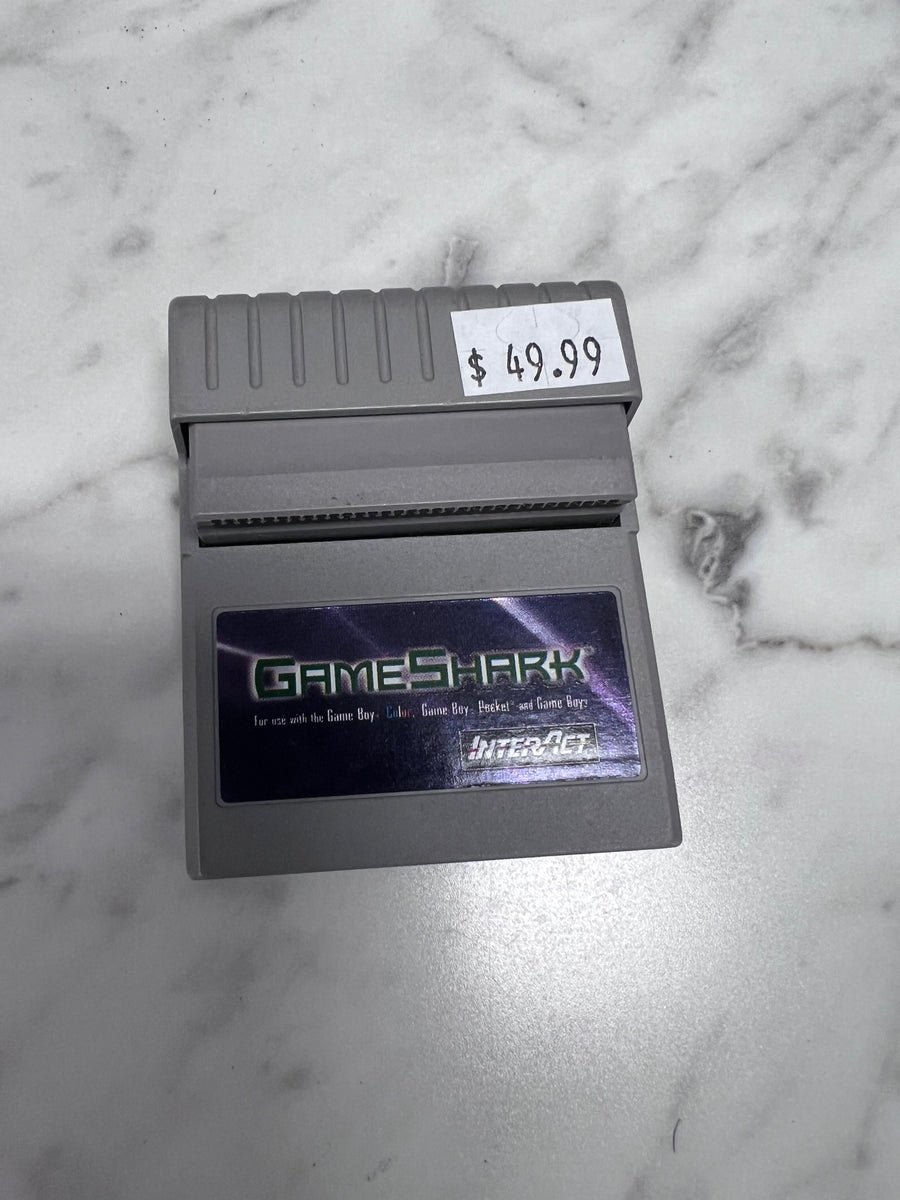 $ 49.99
GAMESHARK
For use with the Game Boy, Color, Game Boy, Pocket and Game Boy,
INTERACT